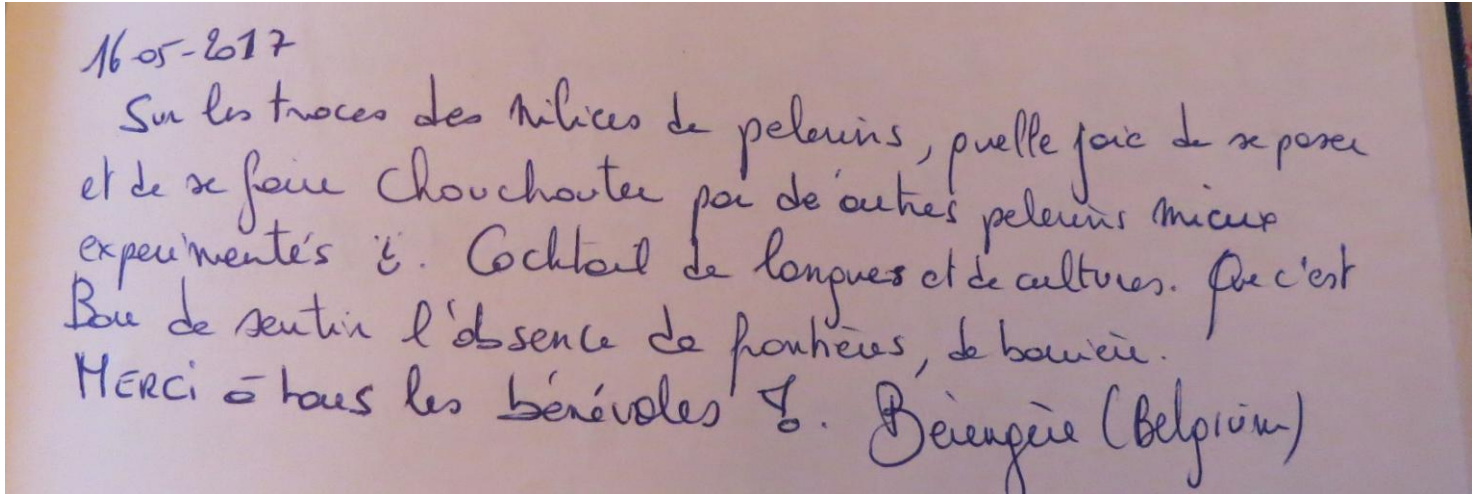 16-05-2017
Sur les traces des milices de pelerins, quelle joie de se poser
et de se faire Chouchouter par de autres pelerins mieux
experimentés !. Cocktail de langues et de cultures. Que c'est
Bon de sentir l'absence de frontières, de barrière.
MERCi à tous les bénévoles !. Bérengère (Belgium)